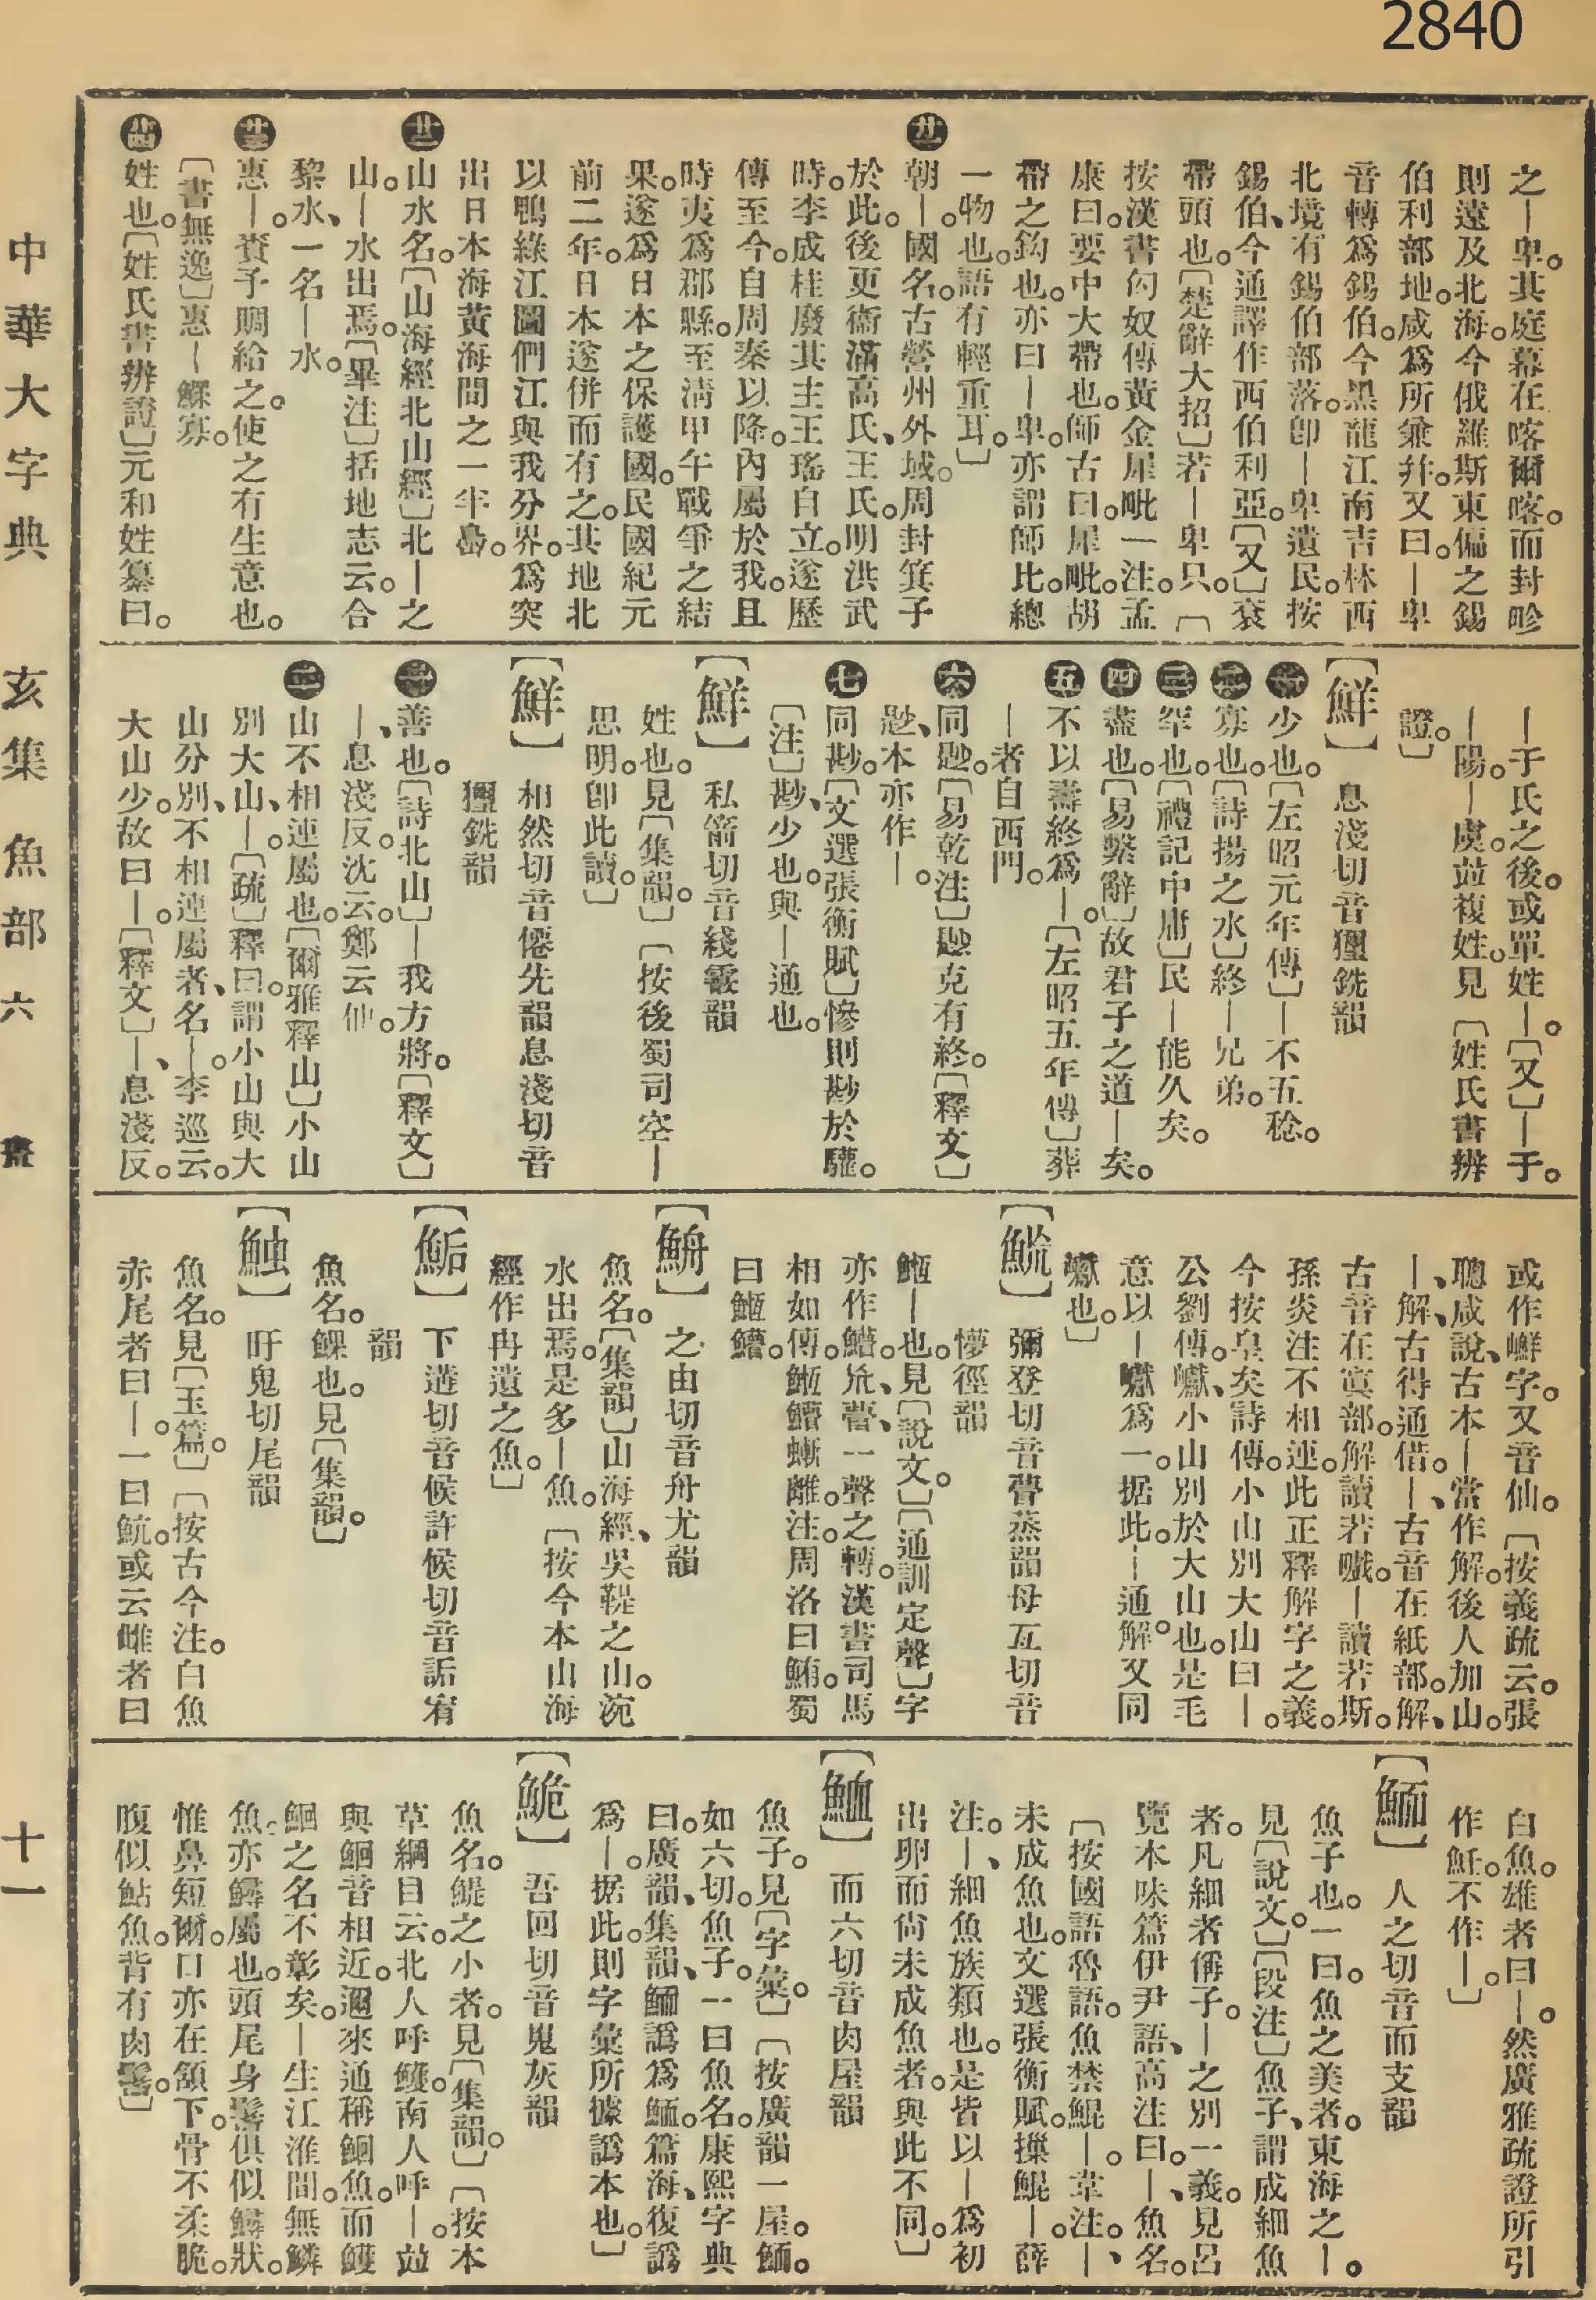 2840
之—卑。其庭幕在喀爾喀。而封畛
則遠及北海。今俄羅斯東偏之錫
伯利部地。咸爲所兼并。又曰。—卑
音轉爲錫伯。今黑龍江南吉林西
北境有錫伯部落。卽—卑遺民。按
錫伯、今通譯作西伯利亞。〔又〕袞
帶頭也。〔楚辭大招〕若—卑只。〔
按漢書匈奴傳黃金犀毗一注。孟
康曰。要中大帶也。師古曰。犀毗。胡
帶之鈎也。亦曰—卑。亦謂師比。總
一物也。語有輕重耳。〕
廿一 朝—。國名。古營州外域。周封箕子
於此。後更衞滿高氏、王氏。明洪武
時。李成桂廢其主王瑤自立。遂歷
傳至今。自周秦以降。內屬於我。且
時夷爲郡縣。至淸甲午戰爭之結
果。遂爲日本之保護國。民國紀元
前二年。日本遂併而有之。其地北
以鴨綠江圖們江與我分界。爲突
出日本海黃海間之一半島。
廿二 山水名。〔山海經北山經〕北—之
山。—水出焉。〔畢注〕括地志云。合
黎水、一名—水。
廿三 惠—。資子賙給之。使之有生意也。
〔書無逸〕惠—鰥寡。
廿四 姓也。〔姓氏書辨證〕元和姓纂曰。
—于氏之後。或單姓—。〔又〕—于。
—陽。—虞。竝複姓。見〔姓氏書辨
證。〕
〔鮮〕 息淺切音獮銑韻
一 少也。〔左昭元年傳〕—不五稔。
二 寡也。〔詩揚之水〕終—兄弟。
三 罕也。〔禮記中庸〕民—能久矣。
四 盡也。〔易繫辭〕故君子之道—矣。
五 不以壽終爲—。〔左昭五年傳〕葬
—者自西門。
六 同尟。〔易乾注〕尟克有終。〔釋文〕
尟、本亦作—。
七 同尠。〔文選張衡賦〕慘則尠於驩。
〔注〕尠、少也。與—通也。
〔鮮〕 私箭切音綫霰韻
姓也。見〔集韻。〕〔按後蜀司空—
思明。卽此讀。〕
〔鮮〕 相然切音僊先韻息淺切音
獮銑韻
一 善也。〔詩北山〕—我方將。〔釋文〕
—、息淺反。沈云。鄭云仙。
二 山不相連屬也。〔爾雅釋山〕小山
別大山、—。〔疏〕釋曰。謂小山與大
山分別、不相連屬者、名—。李巡云。
大山少。故曰—。〔釋文〕—、息淺反。
或作嶰字。又音仙。〔按義疏云。張
聰咸說、古本—常作解。後人加山。
—、解、古得通借。—、古音在紙部。解、
古音在寘部。解讀若巇。—讀若斯。
孫炎注不相連。此正釋解字之義。
今按皇矣詩傳。小山別大山曰—。
公劉傳。巘、小山別於大山也。是毛
意以—巘爲一。据此。—通解又同
巘也。〕
〔䱍〕 彌登切音瞢蒸韻母亙切音
懜徑韻
䱭—也。見〔說文。〕〔通訓定聲〕字
亦作䲛。巟、瞢、一聲之轉。漢書司馬
相如傳。䱭䲛螹離。注。周洛曰鮪。蜀
曰䱭䲛。
〔䱐〕 之由切音舟尤韻
魚名。〔集韻〕山海經、吳鞮之山。涴
水出焉。是多—魚。〔按今本山海
經作冉遺之魚。〕
〔鮜〕 下遘切音候許候切音詬宥
韻
魚名。鰥也。見〔集韻。〕
〔䱇〕 吁鬼切尾韻
魚名。見〔玉篇。〕〔按古今注。白魚
赤尾者曰—。一曰魧。或云雌者曰
白魚。雄者曰—。然廣雅疏證所引
作魟。不作—。〕
〔鮞〕 人之切音而支韻
魚子也。一曰。魚之美者。東海之—。
見〔說文。〕〔段注〕魚子、謂成細魚
者。凡細者偁子。—之別一義。見呂
覽本味篇伊尹語、高注曰。—、魚名。
〔按國語魯語。魚禁鯤—。韋注。—、
未成魚也。文選張衡賦。摷鯤—。薛
注。—、細魚族類也。是皆以—爲初
出卵而尙未成魚者。與此不同。〕
〔䱄〕 而六切音肉屋韻
魚子。見〔字彙。〕〔按廣韻一屋。鮞。
如六切。魚子。一曰魚名。康熙字典
曰。廣韻、集韻、鮞譌爲䱄。篇海、復譌
爲—。据此。則字彙所據譌本也。〕
〔鮠〕 吾回切音嵬灰韻
魚名。鯷之小者。見〔集韻。〕〔按本
草綱目云。北人呼鱯。南人呼—。竝
與鮰音相近。邇來通稱鮰魚。而鱯
鮰之名不彰矣。—生江淮間。無鱗
魚。亦鱘屬也。頭尾身鬐俱似鱘狀。
惟鼻短爾。口亦在頷下。骨不柔脆。
腹似鮎魚。背有肉鬐。〕
中華大字典 亥集 魚部 六 十一